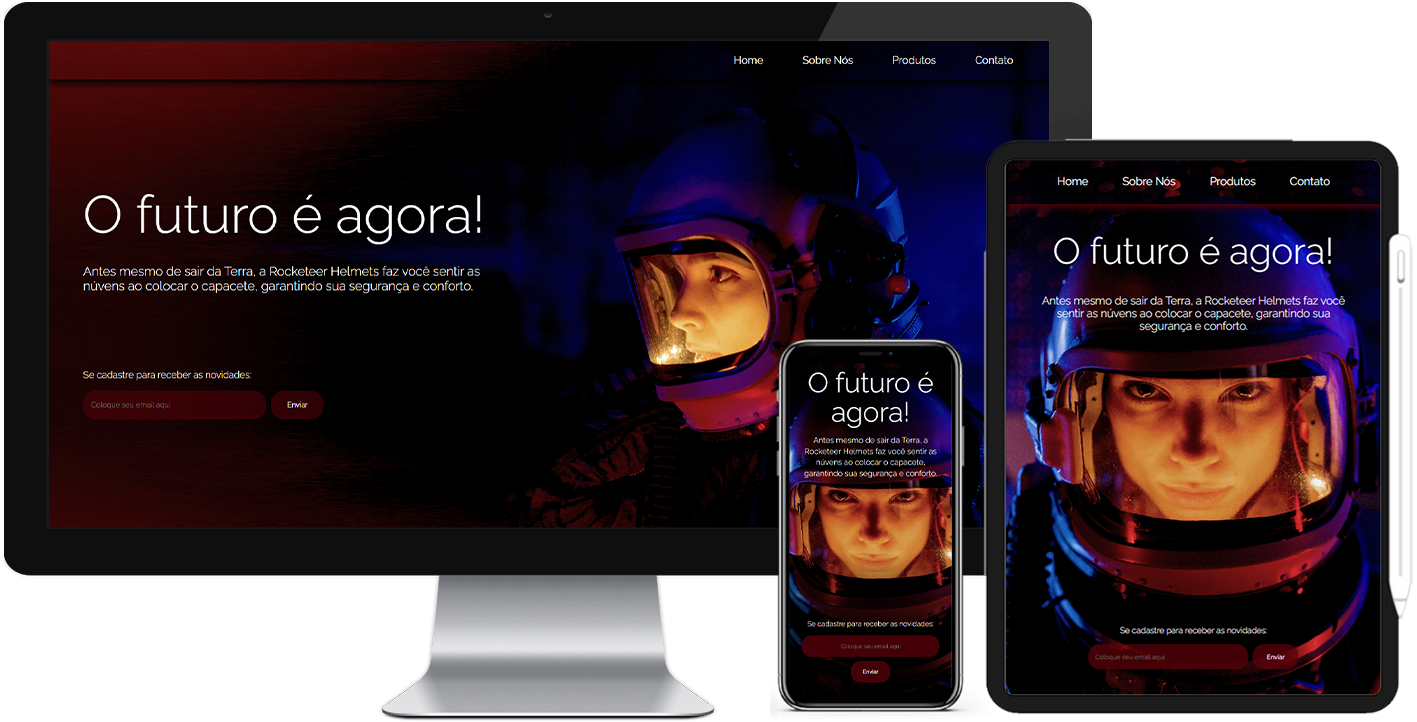 Home Sobre Nós Produtos Contato
O futuro é agora!
Antes mesmo de sair da Terra, a Rocketeer Helmets faz você sentir as
núvens ao colocar o capacete, garantindo sua segurança e conforto.
Se cadastre para receber as novidades:
Coloque seu email aqui Enviar
O futuro é
agora!
Antes mesmo de sair da Terra, a
Rocketeer Helmets faz você sentir as
núvens ao colocar o capacete,
garantindo sua segurança e conforto.
Se cadastre para receber as novidades:
Coloque seu email aqui
Enviar
Home Sobre Nós Produtos Contato
O futuro é agora!
Antes mesmo de sair da Terra, a Rocketeer Helmets faz você
sentir as núvens ao colocar o capacete, garantindo sua
segurança e conforto.
Se cadastre para receber as novidades:
Coloque seu email aqui Enviar